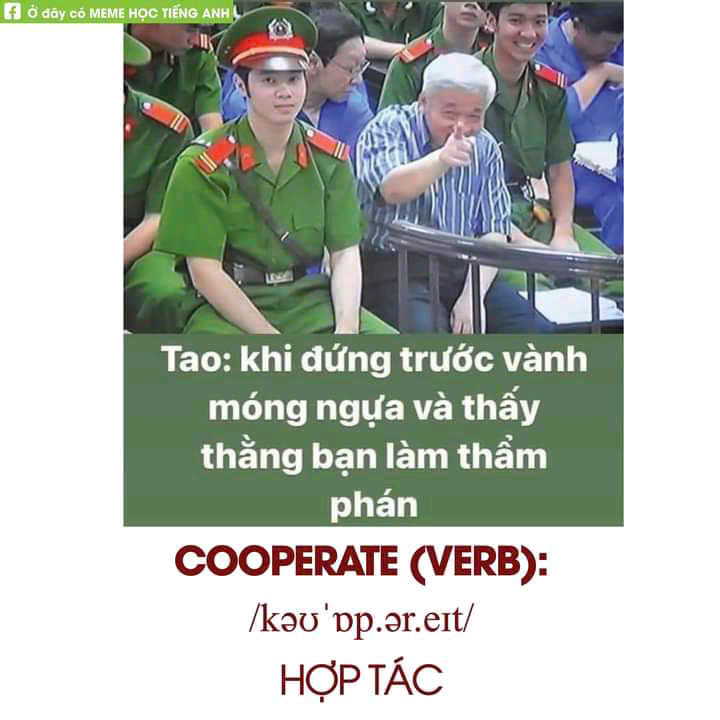 Ở đây có MEME HỌC TIẾNG ANH
Tao: khi đứng trước vành
móng ngựa và thấy
thằng bạn làm thẩm
phán
COOPERATE (VERB):
/kəʊˈɒp.ər.eɪt/
HỢP TÁC